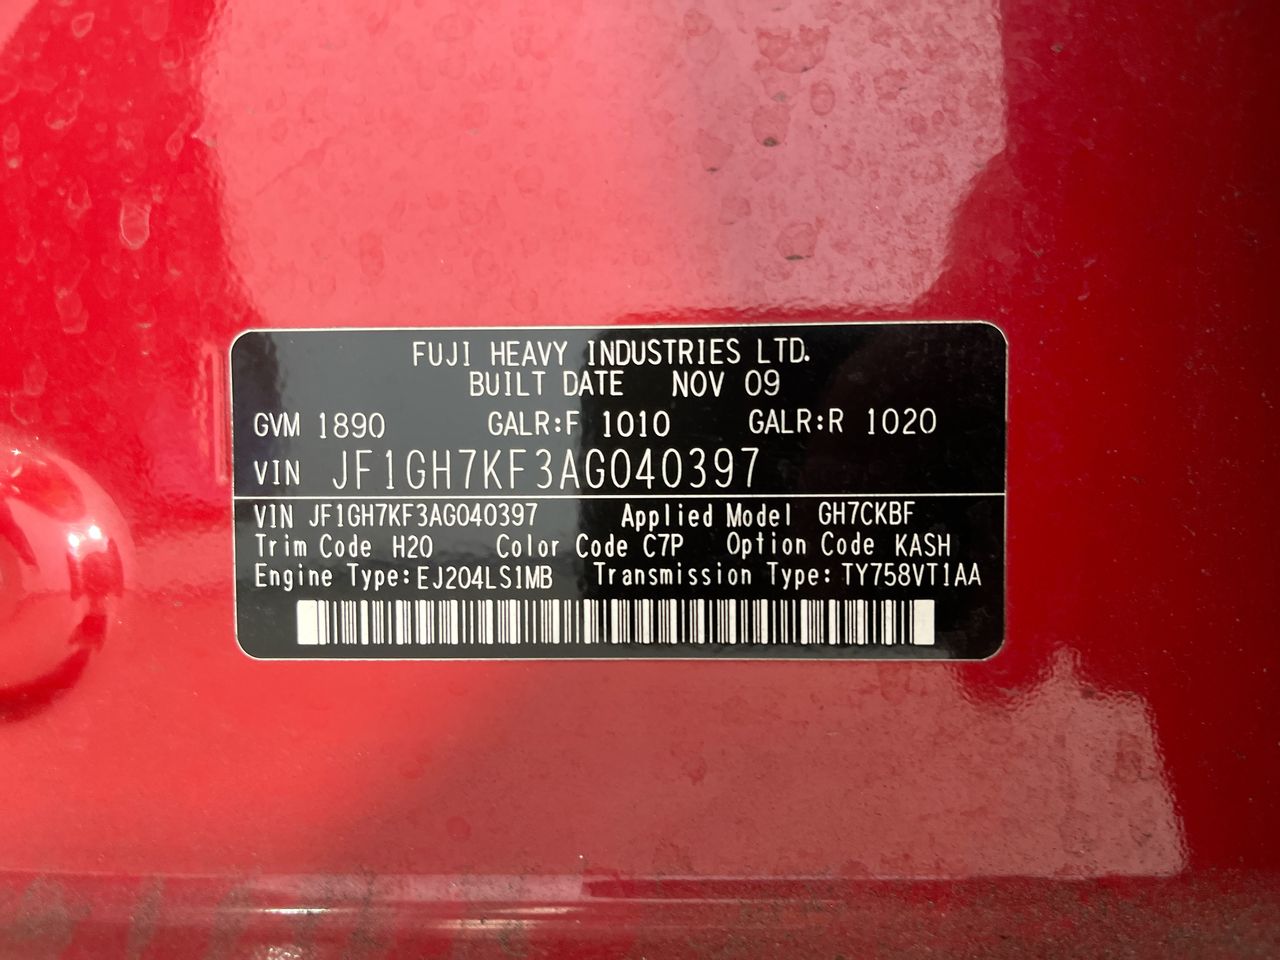 FUJI HEAVY INDUSTRIES LTD.
BUILT DATE NOV 09
GVM 1890 GALR:F 1010 GALR:R 1020
VIN JF1GH7KF3AG040397
VIN JF1GH7KF3AG040397 Applied Model GH7CKBF
Trim Code H20 Color Code C7P Option Code KASH
Engine Type:EJ204LS1MB Transmission Type:TY758VT1AA